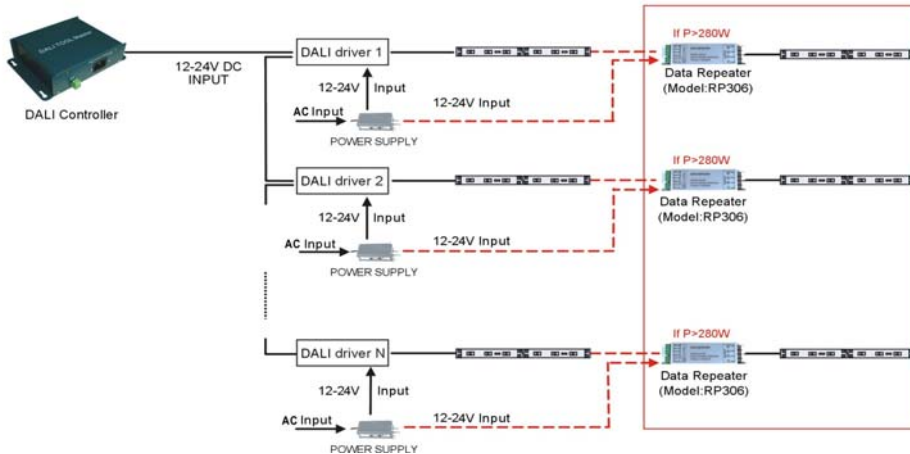 DALI TOOL Master
DALI Controller
12-24V DC
INPUT
DALI driver 1
12-24V Input
AC Input
POWER SUPPLY
12-24V Input
If P>280W
Data Repeater
(Model:RP306)
DALI driver 2
12-24V Input
AC Input
POWER SUPPLY
12-24V Input
If P>280W
Data Repeater
(Model:RP306)
DALI driver N
12-24V Input
AC Input
POWER SUPPLY
12-24V Input
If P>280W
Data Repeater
(Model:RP306)